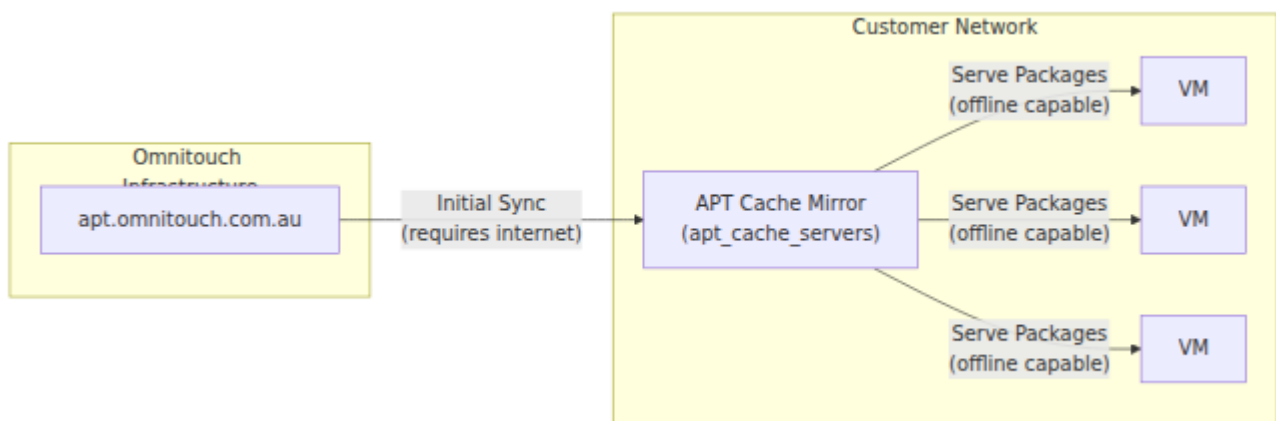 Customer Network
Serve Packages
(offline capable)
VM
Omnitouch
Infrastructure
apt.omnitouch.com.au
Initial Sync
(requires internet)
APT Cache Mirror
(apt_cache_servers)
Serve Packages
(offline capable)
VM
Serve Packages
(offline capable)
VM